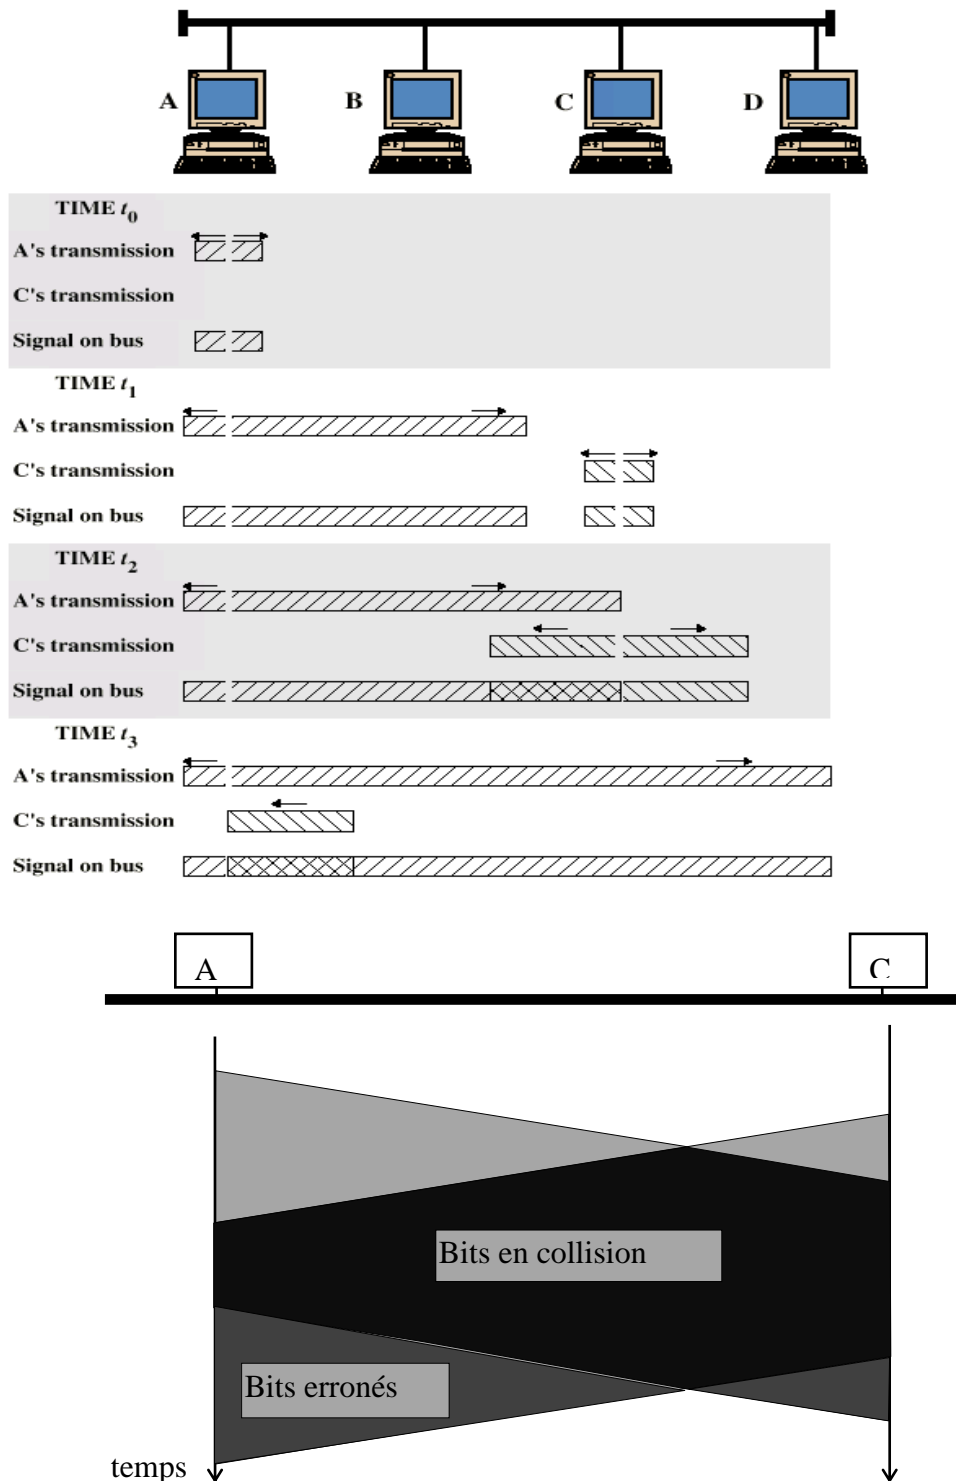 A B C D
TIME t0
A's transmission
C's transmission
Signal on bus
TIME t1
A's transmission
C's transmission
Signal on bus
TIME t2
A's transmission
C's transmission
Signal on bus
TIME t3
A's transmission
C's transmission
Signal on bus
A C
Bits en collision
Bits erronés
temps